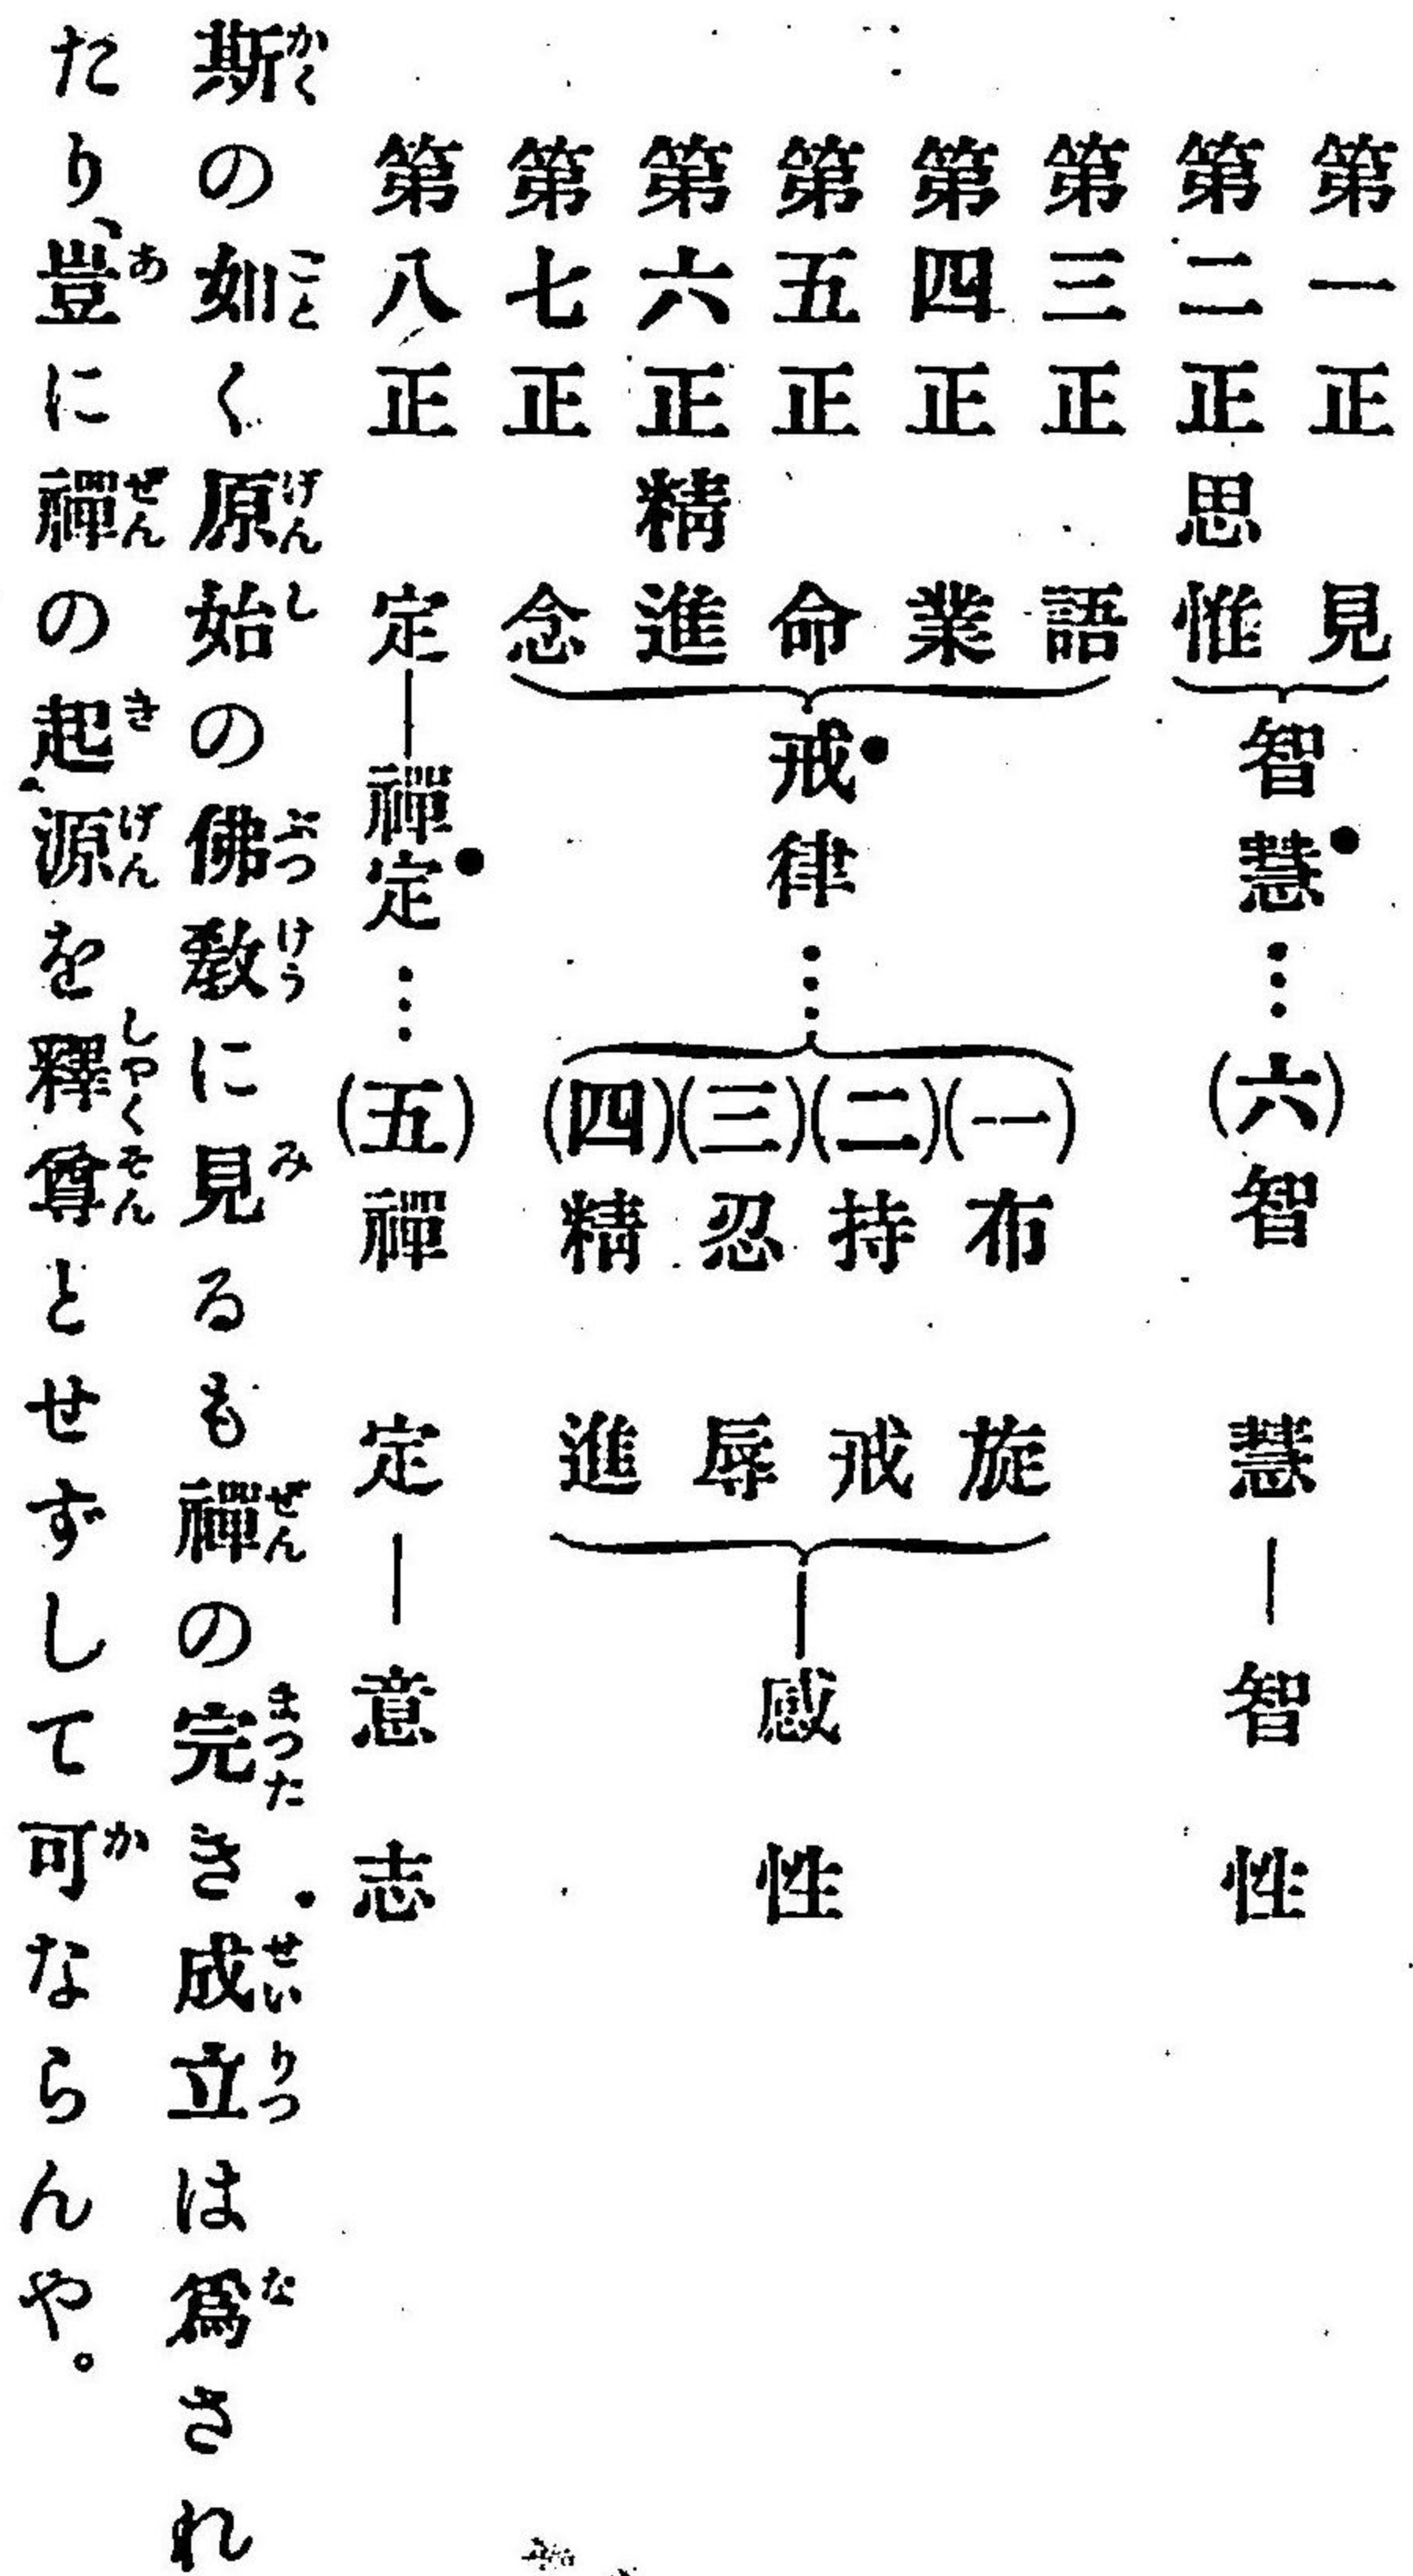 第一正見
第二正思惟
智慧…(六)智慧―智性
第三正語
第四正業
第五正命
第六正精進
第七正念
戒律…
(一)布旋
(二)持戒
(三)忍辱
(四)精進
―感性
第八正定―禪定…(五)禪定―意志
斯の如く原始の佛敎に見るも禪の完き成立は爲され
たり、豈に禪の起源を釋尊とせずして可ならんや。